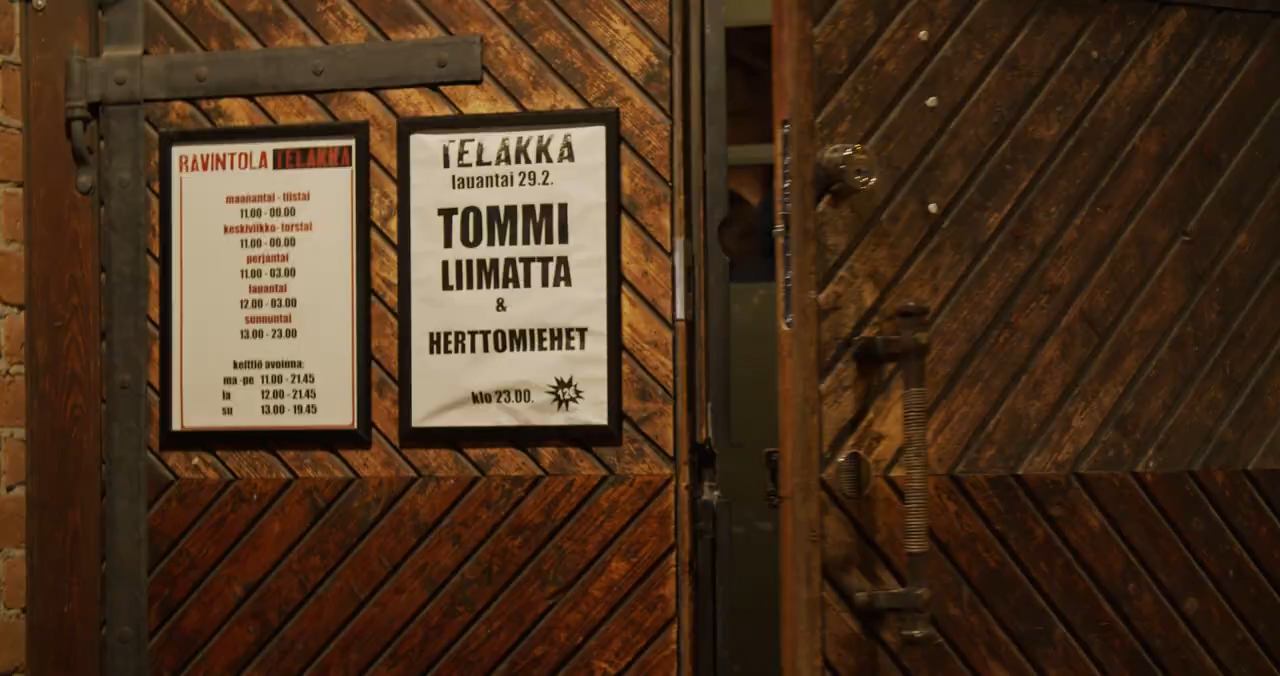 RAVINTOLA TELAKKA
maanantai - tiistai
11.00 - 00.00
keskiviikko- torstai
11.00 - 00.00
perjantai
11.00 - 03.00
lauantai
12.00 - 03.00
sunnuntai
13.00 - 23.00
keittiö avoinna:
ma -pe 11.00 - 21.45
la 12.00 - 21.45
su 13.00 - 19.45
TELAKKA
lauantai 29.2.
TOMMI
LIIMATTA
&
HERTTOMIEHET
klo 23.00. 12€